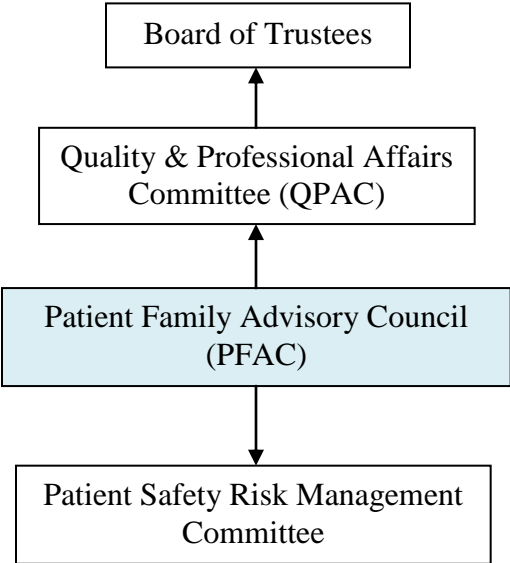 Board of Trustees
Quality & Professional Affairs
Committee (QPAC)
Patient Family Advisory Council
(PFAC)
Patient Safety Risk Management
Committee